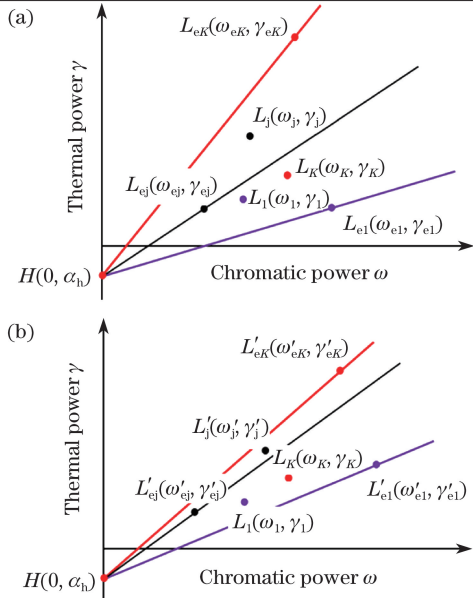 (a)
L_eK(ω_eK, γ_eK)
L_j(ω_j, γ_j)
L_ej(ω_ej, γ_ej)
L_K(ω_K, γ_K)
L_1(ω_1, γ_1)
L_e1(ω_e1, γ_e1)
Thermal power γ
H(0, α_h)
Chromatic power ω
(b)
L′_eK(ω′_eK, γ′_eK)
L′_j(ω′_j, γ′_j)
L_K(ω_K, γ_K)
L′_ej(ω′_ej, γ′_ej)
L′_e1(ω′_e1, γ′_e1)
L_1(ω_1, γ_1)
Thermal power γ
H(0, α_h)
Chromatic power ω